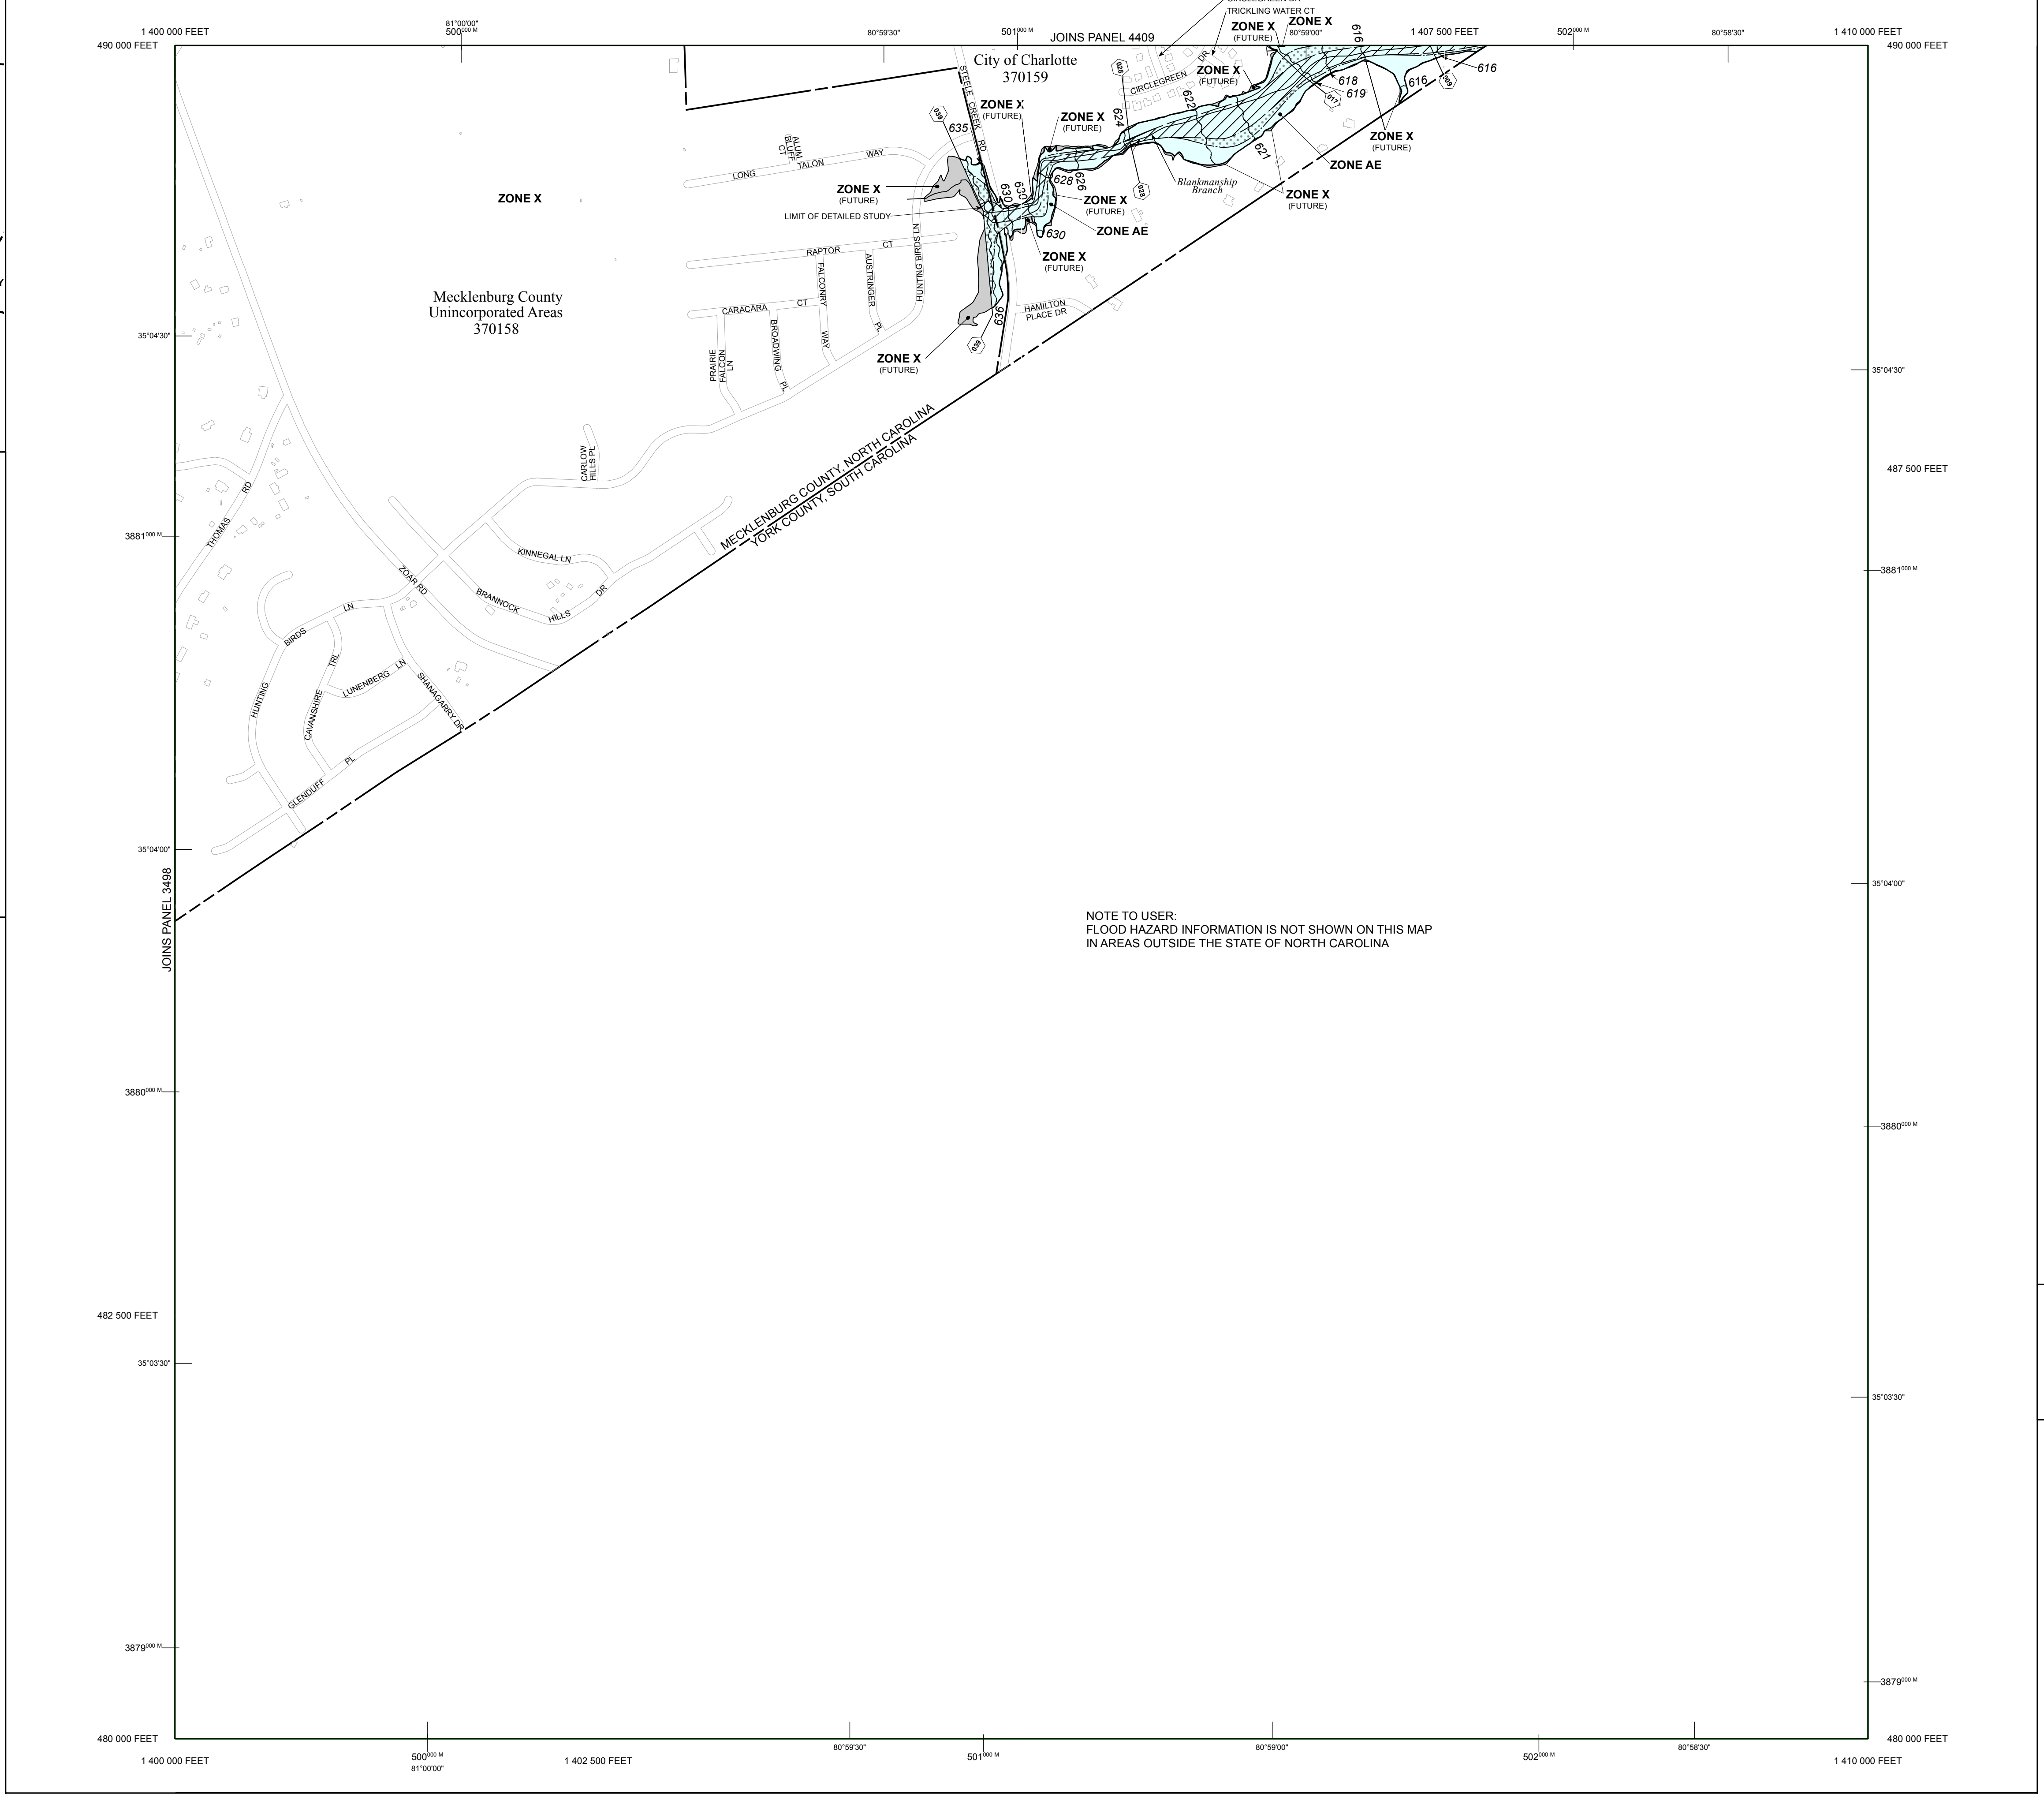 TRICKLING WATER CT
1 400 000 FEET
81°00'00"
500000 M
80°59'30"
501000 M
JOINS PANEL 4409
ZONE X
(FUTURE)
ZONE X
80°59'00"
616
1 407 500 FEET
502000 M
80°58'30"
1 410 000 FEET
490 000 FEET
490 000 FEET
City of Charlotte
370159
STEELE CREEK RD
028
CIRCLEGREEN DR
ZONE X
(FUTURE)
618
619
017
616
009
616
039
635
ZONE X
(FUTURE)
ZONE X
(FUTURE)
624
622
621
ZONE X
(FUTURE)
ZONE AE
ALUM
BLUFF
CT
LONG TALON WAY
ZONE X
ZONE X
(FUTURE)
LIMIT OF DETAILED STUDY
630
630
628
626
028
Blankmanship
Branch
ZONE X
(FUTURE)
ZONE X
(FUTURE)
ZONE AE
630
ZONE X
(FUTURE)
RAPTOR CT
FALCONRY WAY
AUSTRINGER PL
HUNTING BIRDS LN
Mecklenburg County
Unincorporated Areas
370158
CARACARA CT
BROADWING PL
PRAIRIE
FALCON
LN
636
HAMILTON
PLACE DR
039
ZONE X
(FUTURE)
35°04'30"
35°04'30"
MECKLENBURG COUNTY, NORTH CAROLINA
YORK COUNTY, SOUTH CAROLINA
CARLOW
HILLS PL
487 500 FEET
THOMAS RD
3881000 M
3881000 M
KINNEGAL LN
ZOAR RD
BRANNOCK HILLS DR
HUNTING BIRDS LN
CAVANSHIRE TRL
LUNENBERG LN
SHANAGARRY DR
GLENDUFF PL
35°04'00"
35°04'00"
JOINS PANEL 3498
NOTE TO USER:
FLOOD HAZARD INFORMATION IS NOT SHOWN ON THIS MAP
IN AREAS OUTSIDE THE STATE OF NORTH CAROLINA
3880000 M
3880000 M
482 500 FEET
35°03'30"
35°03'30"
3879000 M
3879000 M
480 000 FEET
480 000 FEET
1 400 000 FEET
500000 M
81°00'00"
1 402 500 FEET
80°59'30"
501000 M
80°59'00"
502000 M
80°58'30"
1 410 000 FEET